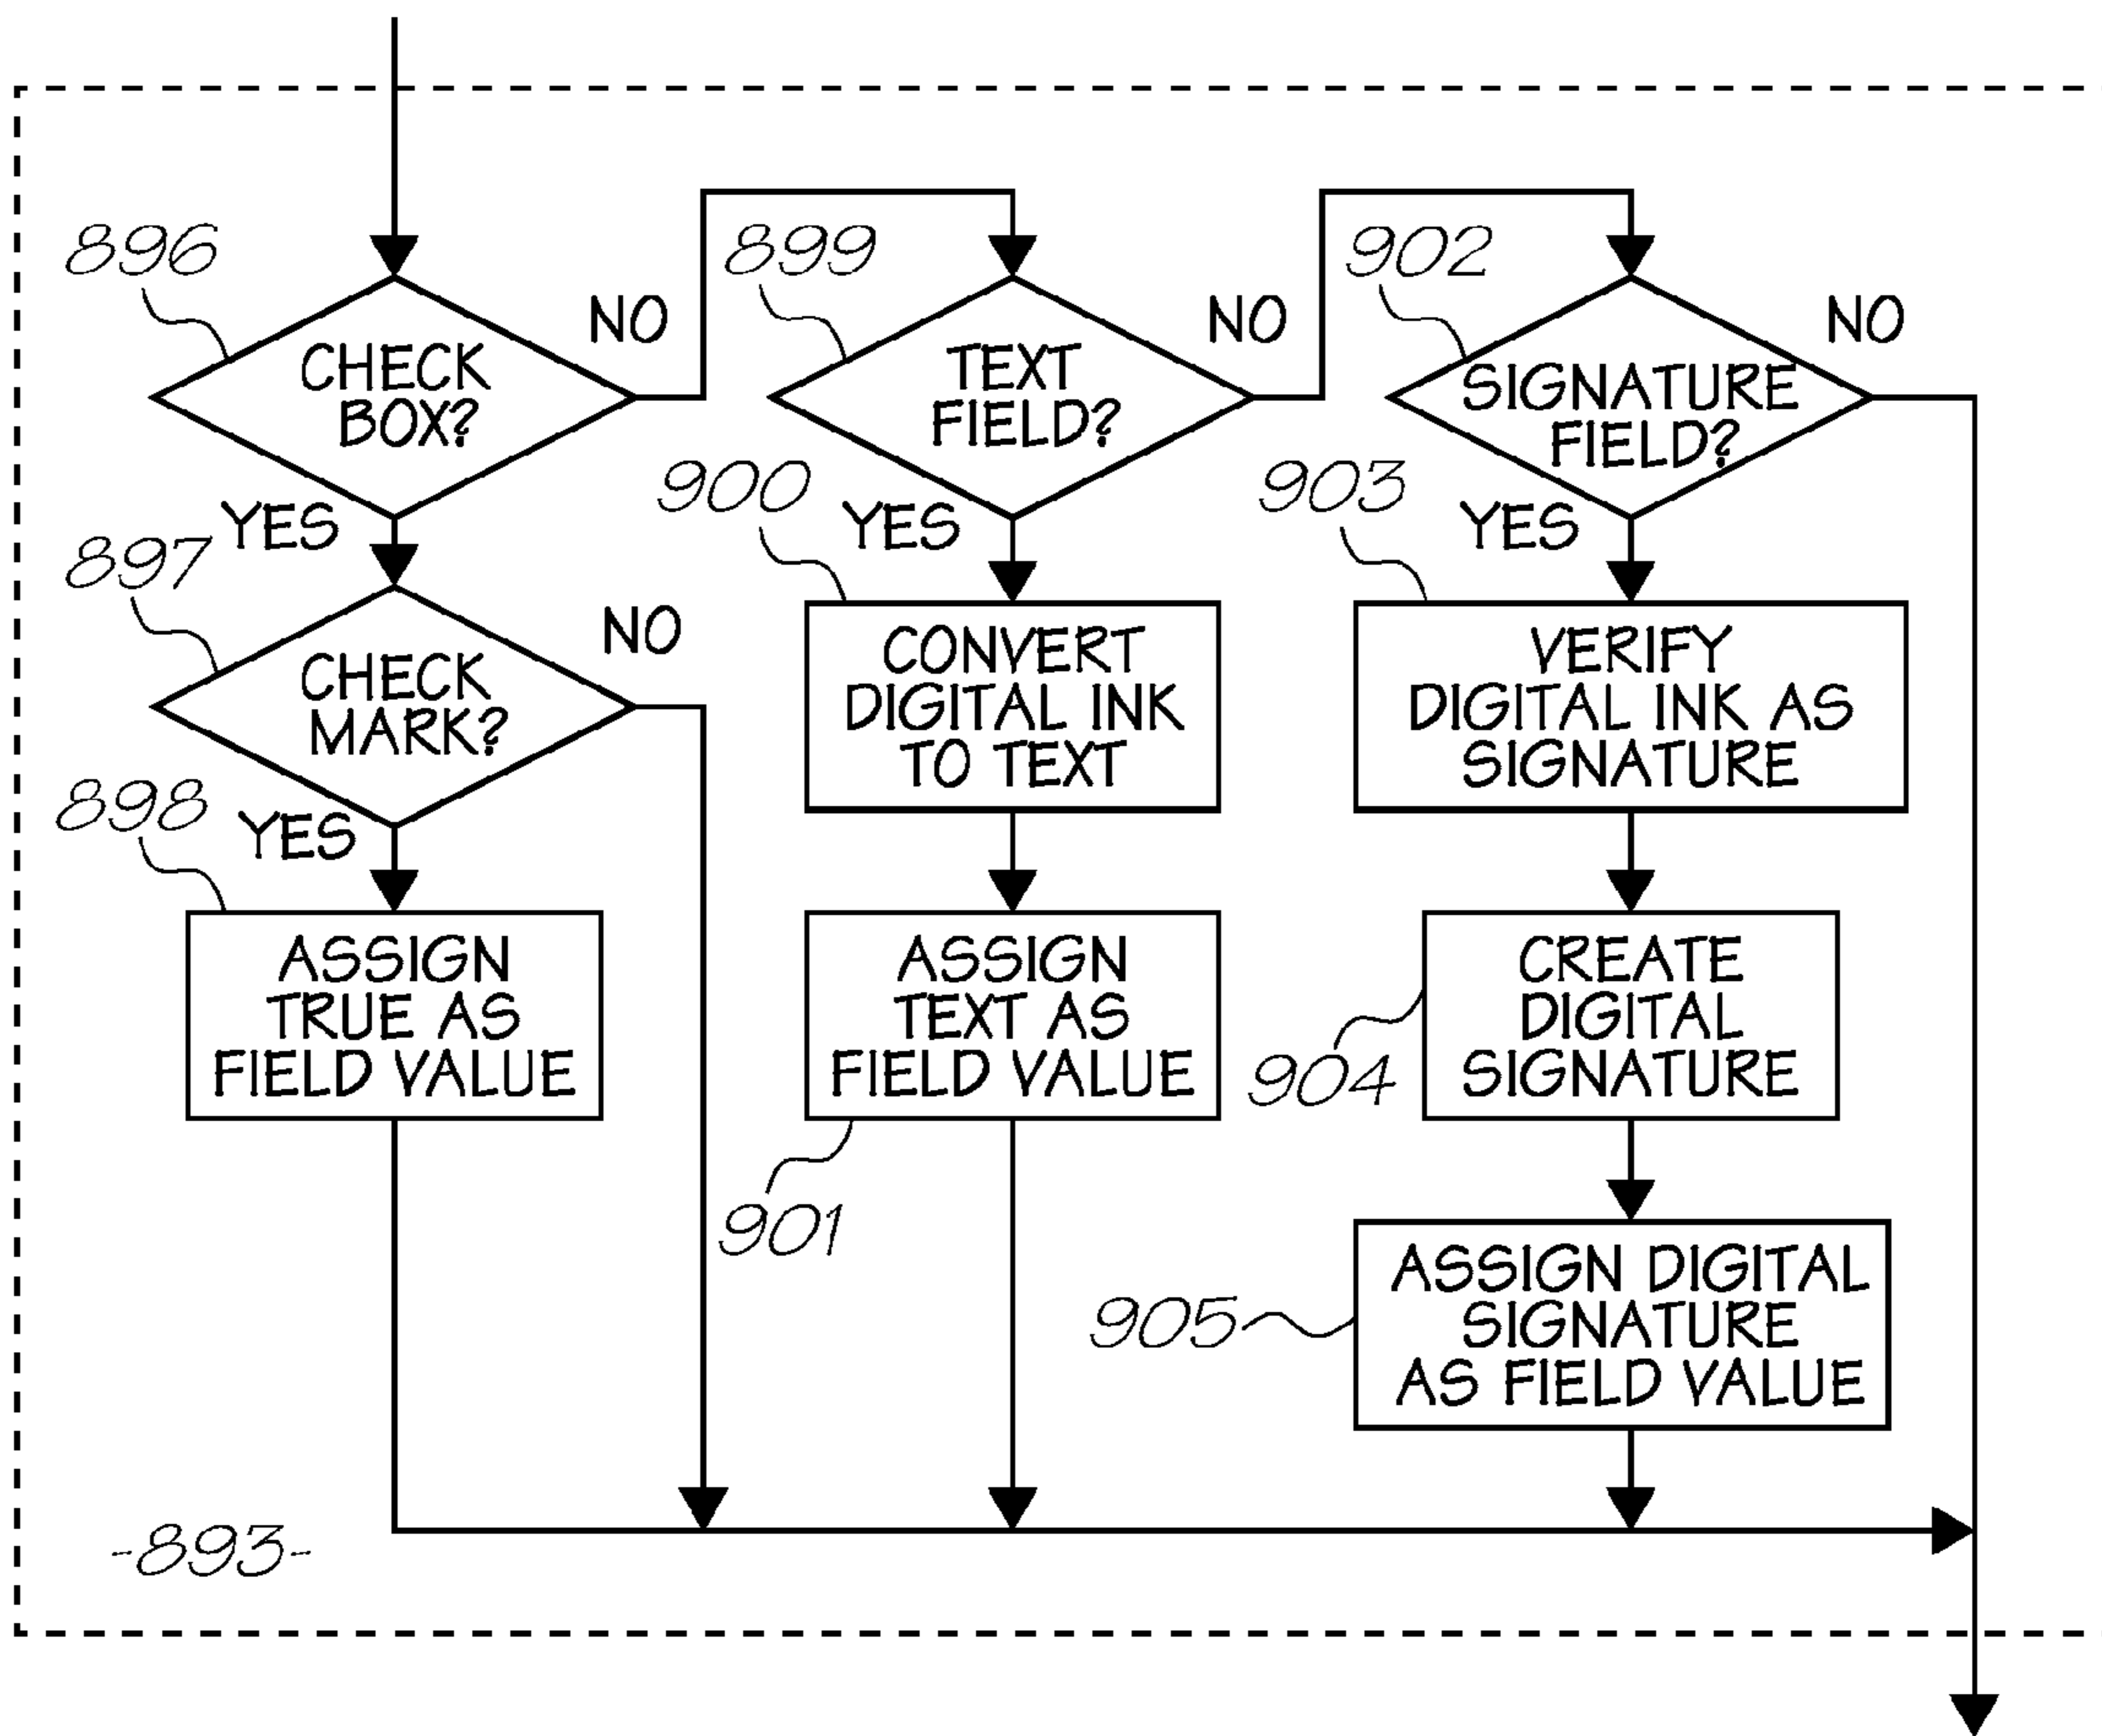 896
CHECK
BOX?
NO
YES
897
CHECK
MARK?
NO
YES
898
ASSIGN
TRUE AS
FIELD VALUE
899
TEXT
FIELD?
NO
YES
900
CONVERT
DIGITAL INK
TO TEXT
ASSIGN
TEXT AS
FIELD VALUE
901
902
SIGNATURE
FIELD?
NO
YES
903
VERIFY
DIGITAL INK AS
SIGNATURE
CREATE
DIGITAL
SIGNATURE
904
ASSIGN DIGITAL
SIGNATURE
AS FIELD VALUE
905
-893-